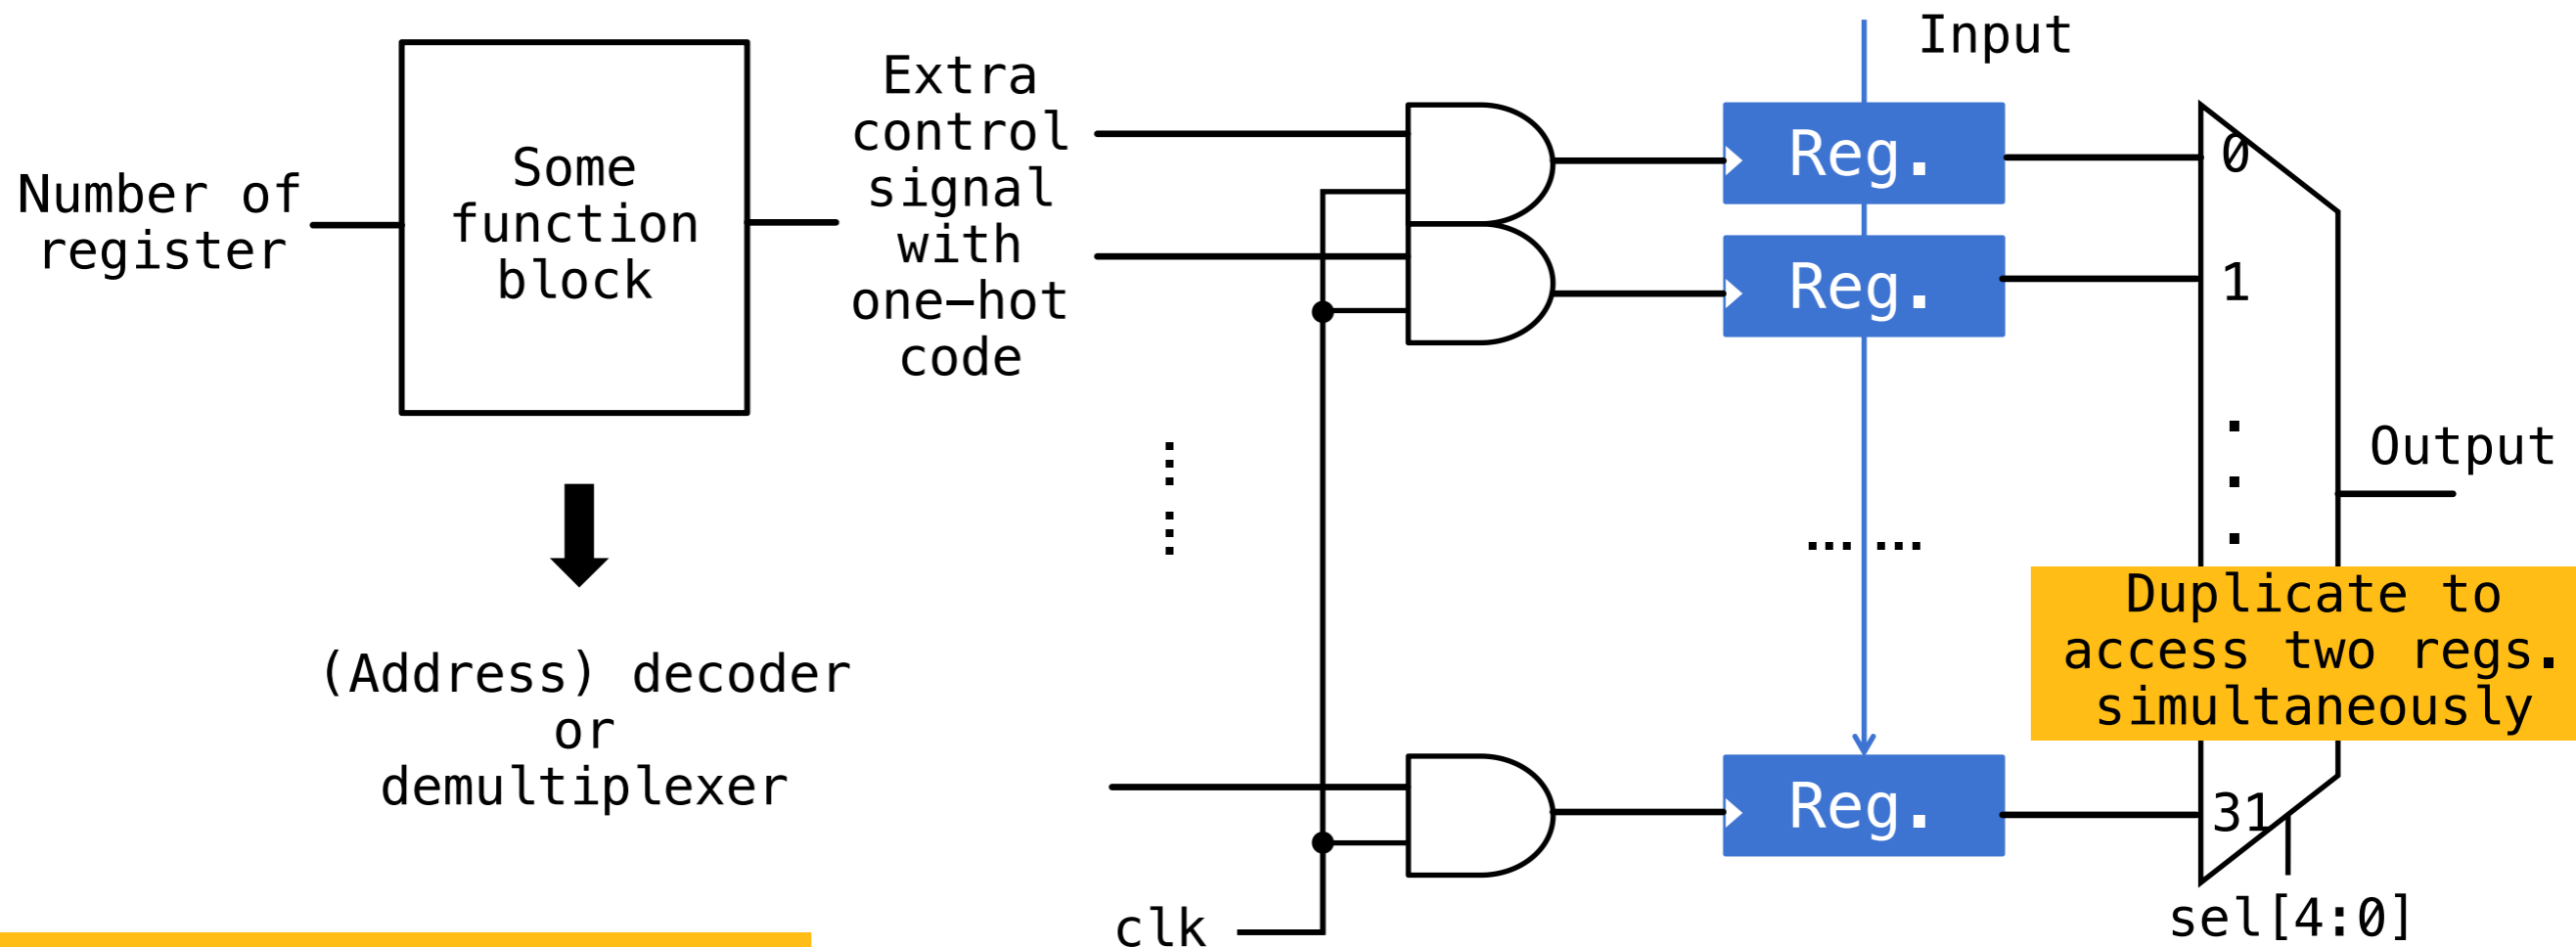 Number of
register
Some
function
block
(Address) decoder
or
demultiplexer
Extra
control
signal
with
one-hot
code
⋮
⋮
clk
Input
Reg.
Reg.
... ...
Reg.
0
1
.
.
.
31
Output
Duplicate to
access two regs.
simultaneously
sel[4:0]